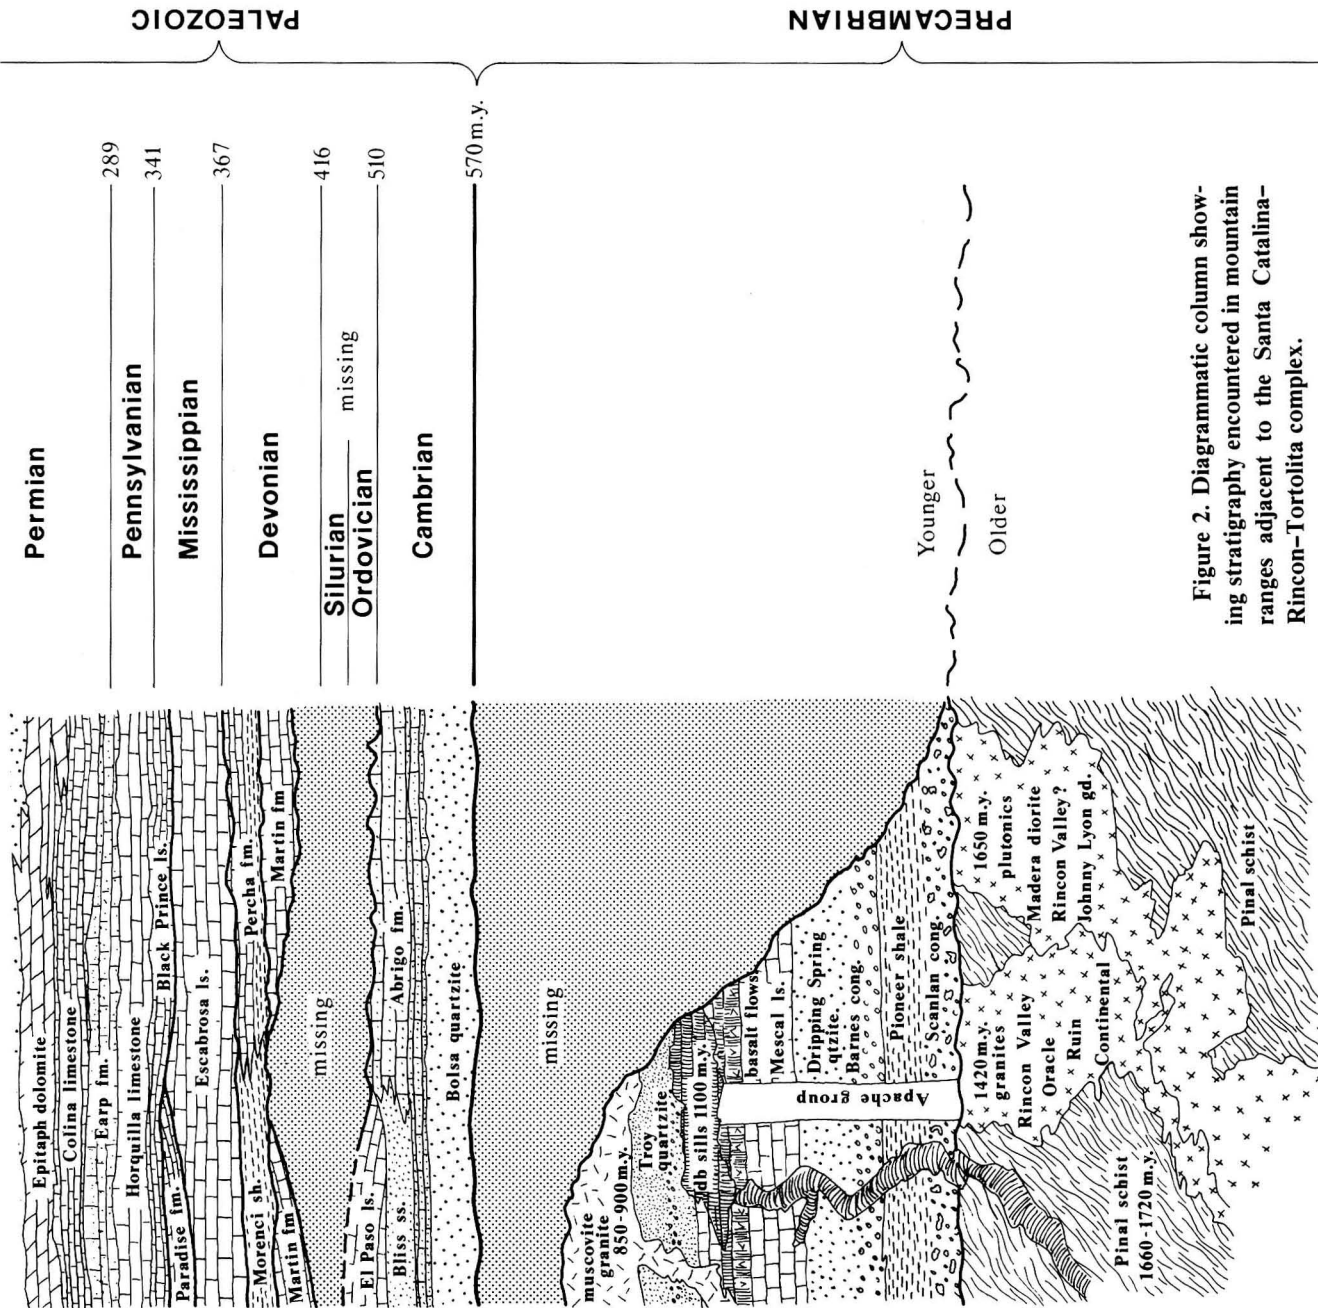 PALEOZOIC
PRECAMBRIAN
289
341
367
416
510
570 m.y.
Permian
Pennsylvanian
Mississippian
Devonian
Silurian
Ordovician
missing
Cambrian
Younger
Older
Epitaph dolomite
Colina limestone
Earp fm.
Horquilla limestone
Black Prince ls.
Paradise fm.
Escabrosa ls.
Percha fm.
Morenci sh.
Martin fm
Martin fm
missing
El Paso ls.
Abrigo fm.
Bliss ss.
Bolsa quartzite
missing
muscovite
granite
850-900 m.y.
Troy
quartzite
db sills 1100 m.y.
basalt flows
Mescal ls.
Dripping Spring
qtzite.
Barnes cong.
Pioneer shale
Scanlan cong.
Apache group
1650 m.y.
plutonics
Madera diorite
Rincon Valley?
Johnny Lyon gd.
1420 m.y.
granites
Rincon Valley
Oracle
Ruin
Continental
Pinal schist
Pinal schist
1660-1720 m.y.
Figure 2. Diagrammatic column show-
ing stratigraphy encountered in mountain
ranges adjacent to the Santa Catalina-
Rincon-Tortolita complex.